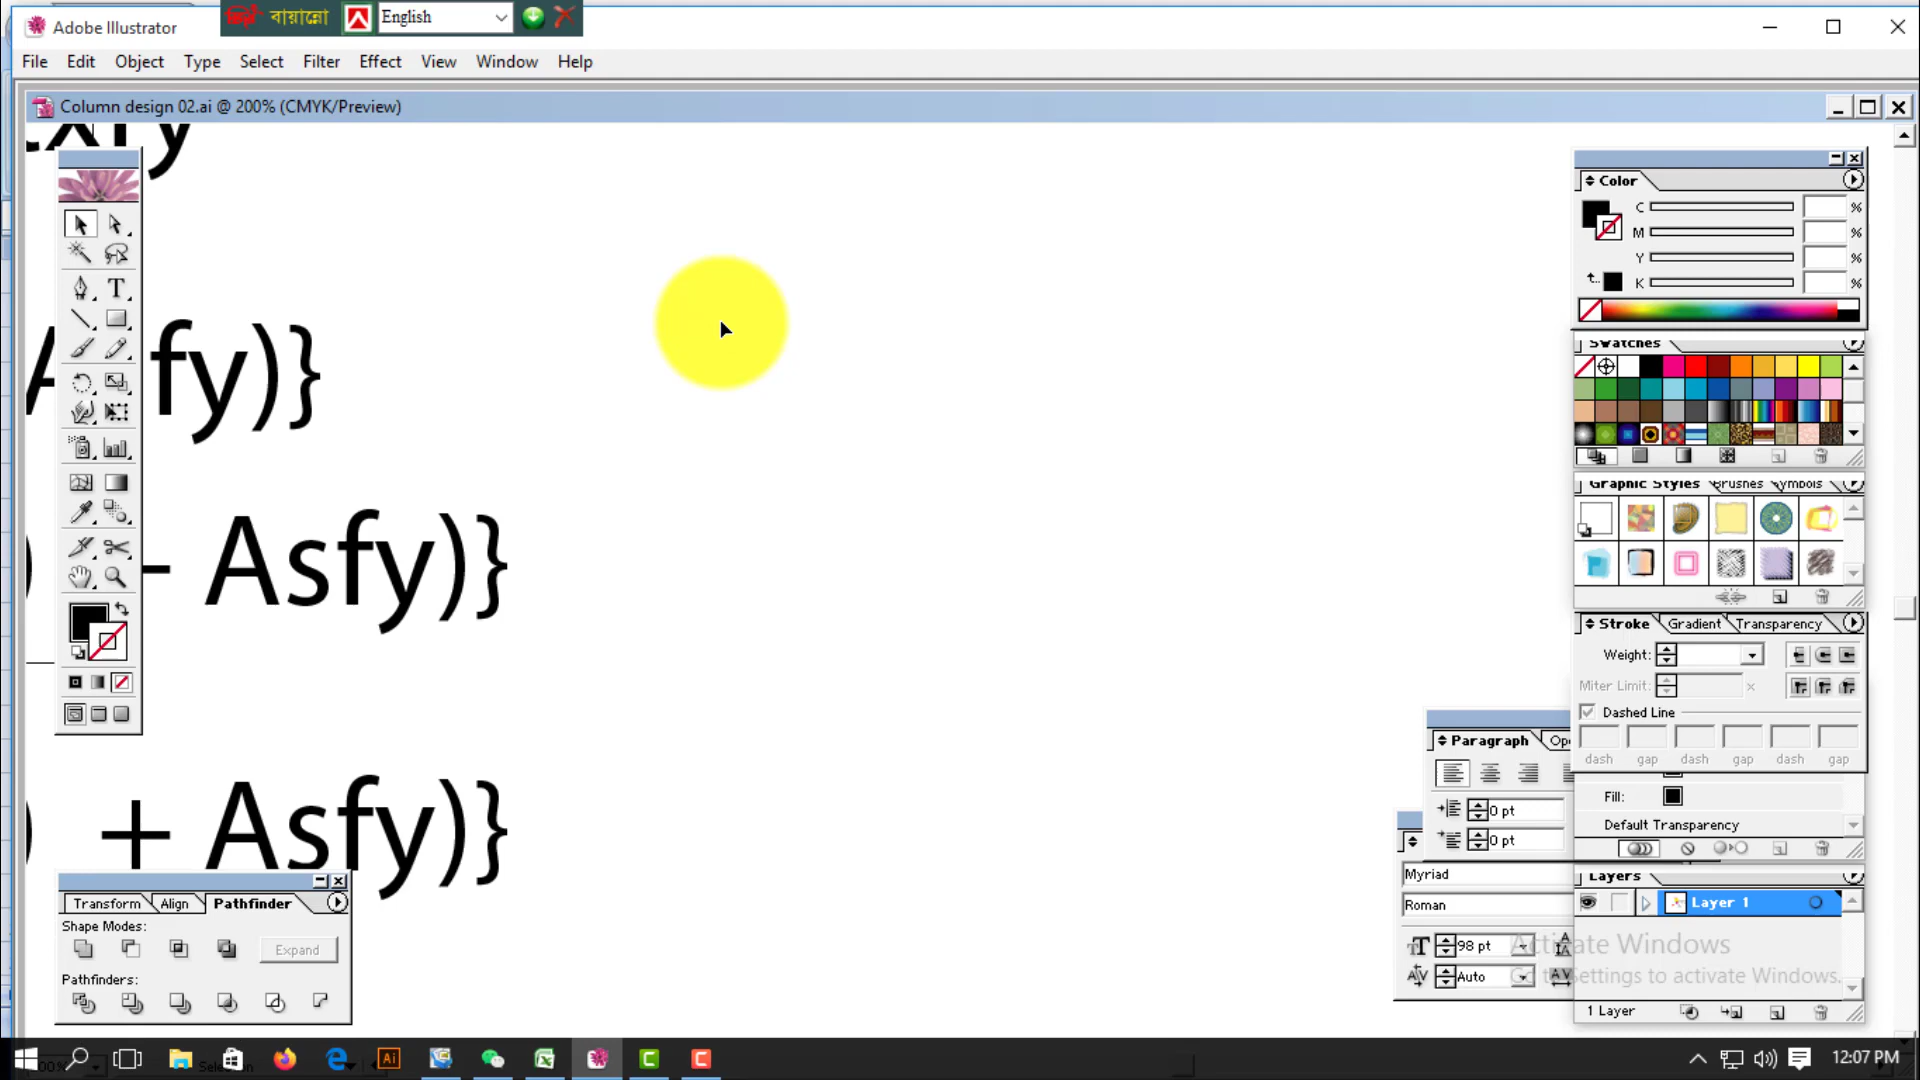 বায়ান্নো English
Adobe Illustrator
File Edit Object Type Select Filter Effect View Window Help
Column design 02.ai @ 200% (CMYK/Preview)
xfy
Color
C %
M %
Y %
K %
Swatches
A fy)}
Graphic Styles Brushes Symbols
) - Asfy)}
Stroke Gradient Transparency
Weight:
Miter Limit: x
Dashed Line
dash gap dash gap dash gap
Paragraph Op
Fill:
0 pt
Default Transparency
0 pt
) + Asfy)}
Layers
Myriad
Layer 1
Roman
Transform Align Pathfinder
Shape Modes:
Expand
Pathfinders:
98 pt
Auto
Activate Windows
Go to Settings to activate Windows.
1 Layer
12:07 PM